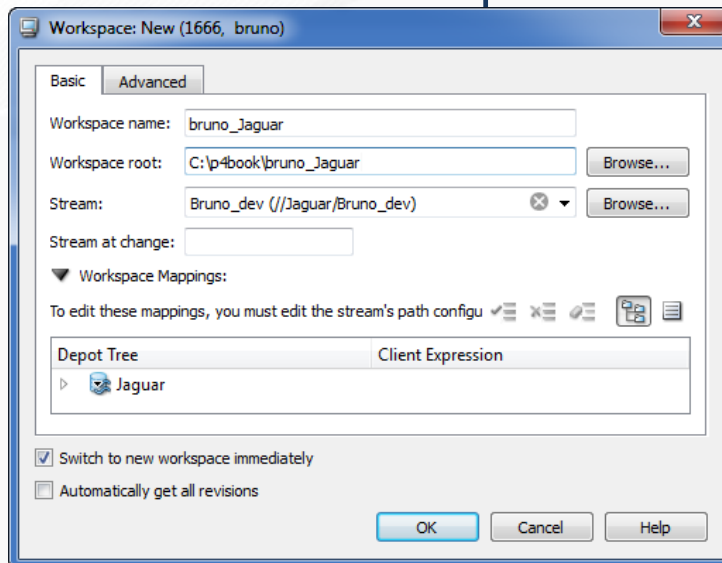 Workspace: New (1666, bruno)
Basic Advanced
Workspace name: bruno_Jaguar
Workspace root: C:\p4book\bruno_Jaguar Browse...
Stream: Bruno_dev (//Jaguar/Bruno_dev) Browse...
Stream at change:
Workspace Mappings:
To edit these mappings, you must edit the stream's path configu
Depot Tree Client Expression
Jaguar
Switch to new workspace immediately
Automatically get all revisions
OK Cancel Help